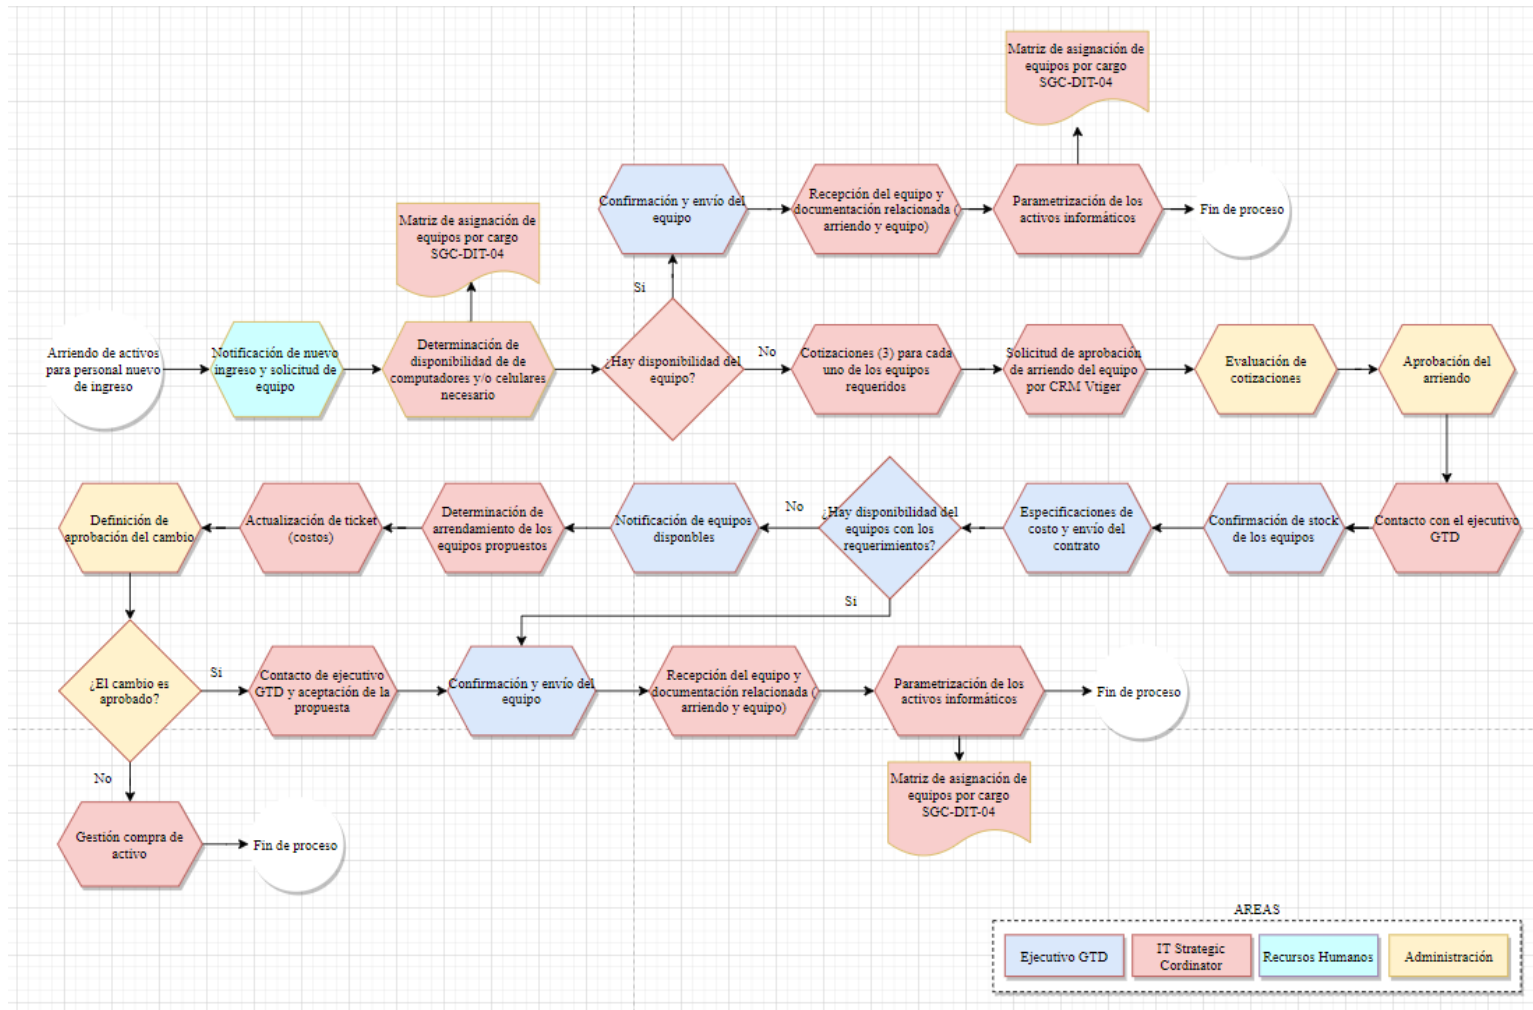 Matriz de asignación de
equipos por cargo
SGC-DIT-04
Confirmación y envío del
equipo
Recepción del equipo y
documentación relacionada (
arriendo y equipo)
Parametrización de los
activos informáticos
Fin de proceso
Matriz de asignación de
equipos por cargo
SGC-DIT-04
Si
Arriendo de activos
para personal nuevo
de ingreso
Notificación de nuevo
ingreso y solicitud de
equipo
Determinación de
disponibilidad de de
computadores y/o celulares
necesario
¿Hay disponibilidad del
equipo?
No
Cotizaciones (3) para cada
uno de los equipos
requeridos
Solicitud de aprobación
de arriendo del equipo
por CRM Vtiger
Evaluación de
cotizaciones
Aprobación del
arriendo
Definición de
aprobación del cambio
Actualización de ticket
(costos)
Determinación de
arrendamiento de los
equipos propuestos
Notificación de equipos
disponbles
No
¿Hay disponibilidad del
equipos con los
requerimientos?
Especificaciones de
costo y envío del
contrato
Confirmación de stock
de los equipos
Contacto con el ejecutivo
GTD
Si
¿El cambio es
aprobado?
Si
Contacto de ejecutivo
GTD y aceptación de la
propuesta
Confirmación y envío del
equipo
Recepción del equipo y
documentación relacionada (
arriendo y equipo)
Parametrización de los
activos informáticos
Fin de proceso
No
Matriz de asignación de
equipos por cargo
SGC-DIT-04
Gestión compra de
activo
Fin de proceso
AREAS
Ejecutivo GTD
IT Strategic
Cordinator
Recursos Humanos
Administración